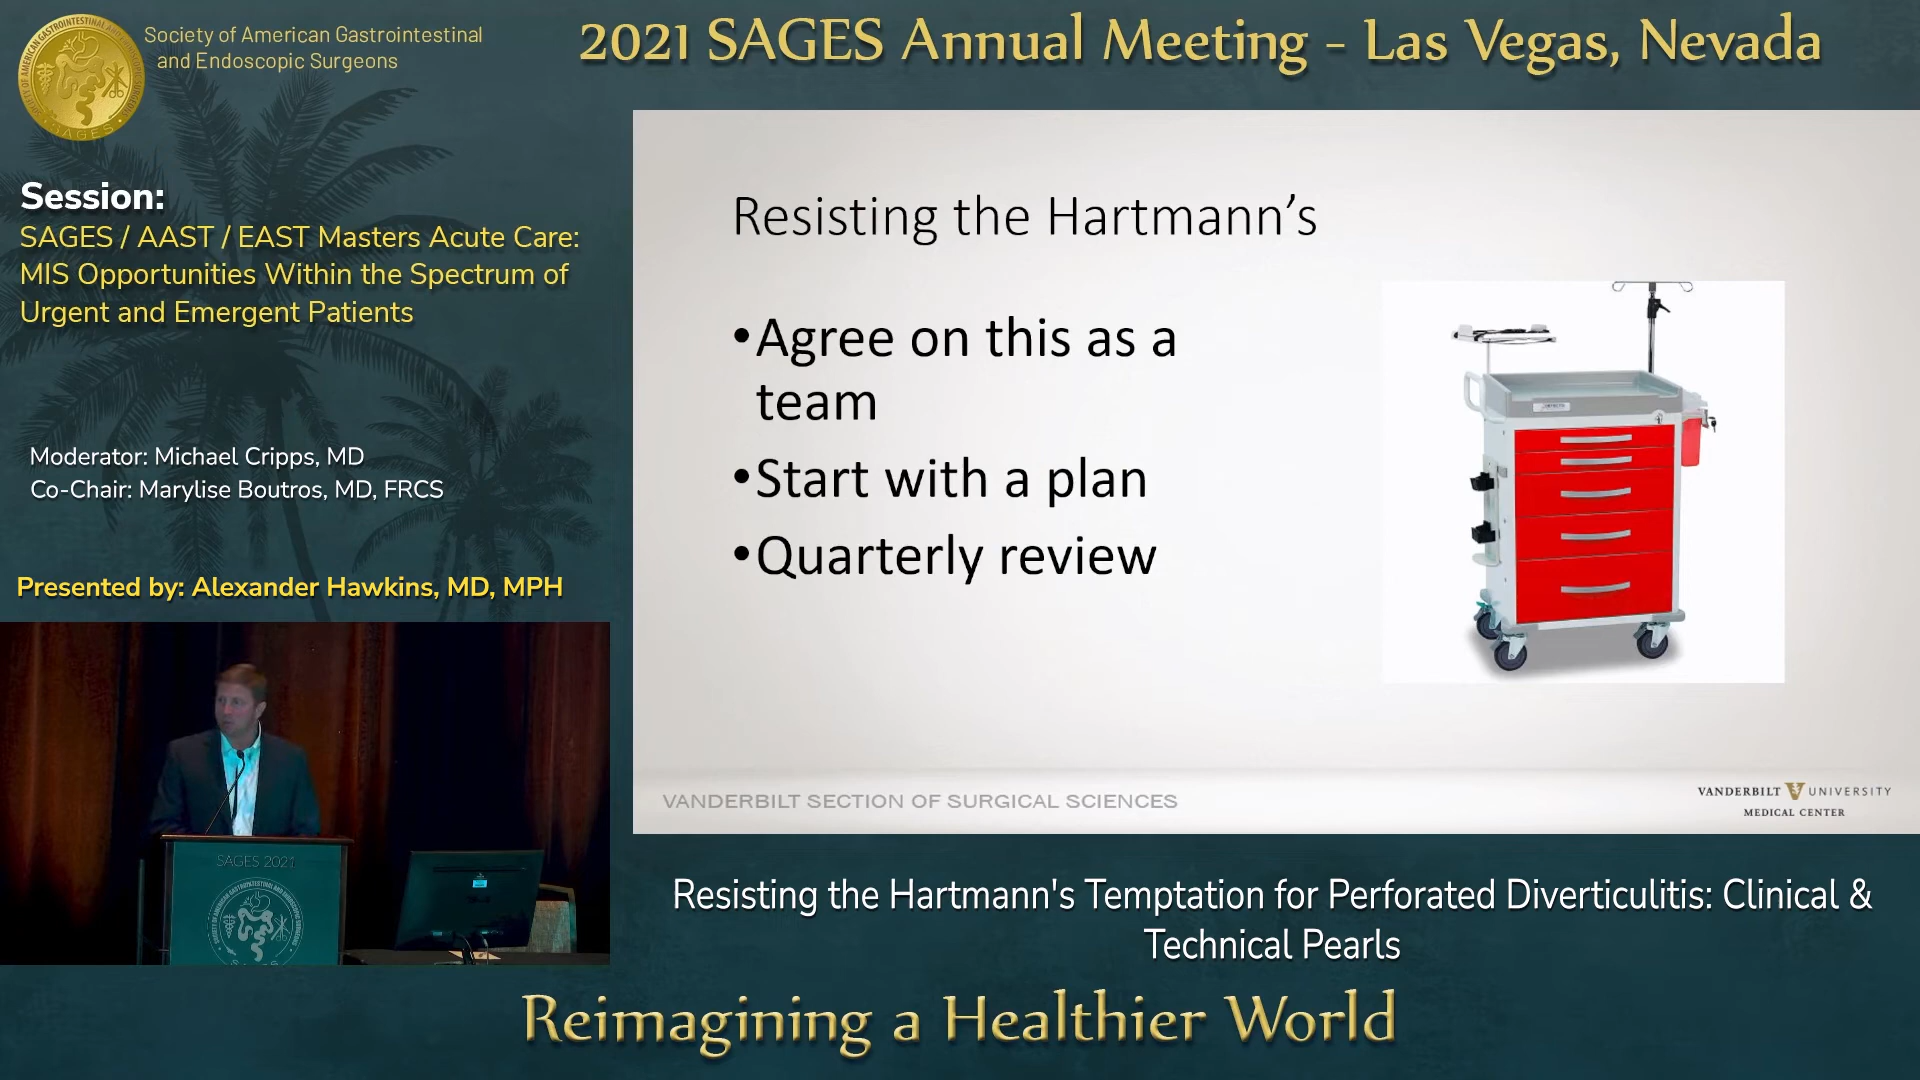 Society of American Gastrointestinal
and Endoscopic Surgeons
2021 SAGES Annual Meeting - Las Vegas, Nevada
Session:
SAGES / AAST / EAST Masters Acute Care:
MIS Opportunities Within the Spectrum of
Urgent and Emergent Patients
Moderator: Michael Cripps, MD
Co-Chair: Marylise Boutros, MD, FRCS
Presented by: Alexander Hawkins, MD, MPH
SAGES 2021
Resisting the Hartmann’s
•Agree on this as a
team
•Start with a plan
•Quarterly review
VANDERBILT SECTION OF SURGICAL SCIENCES
VANDERBILT V UNIVERSITY
MEDICAL CENTER
Resisting the Hartmann's Temptation for Perforated Diverticulitis: Clinical &
Technical Pearls
Reimagining a Healthier World